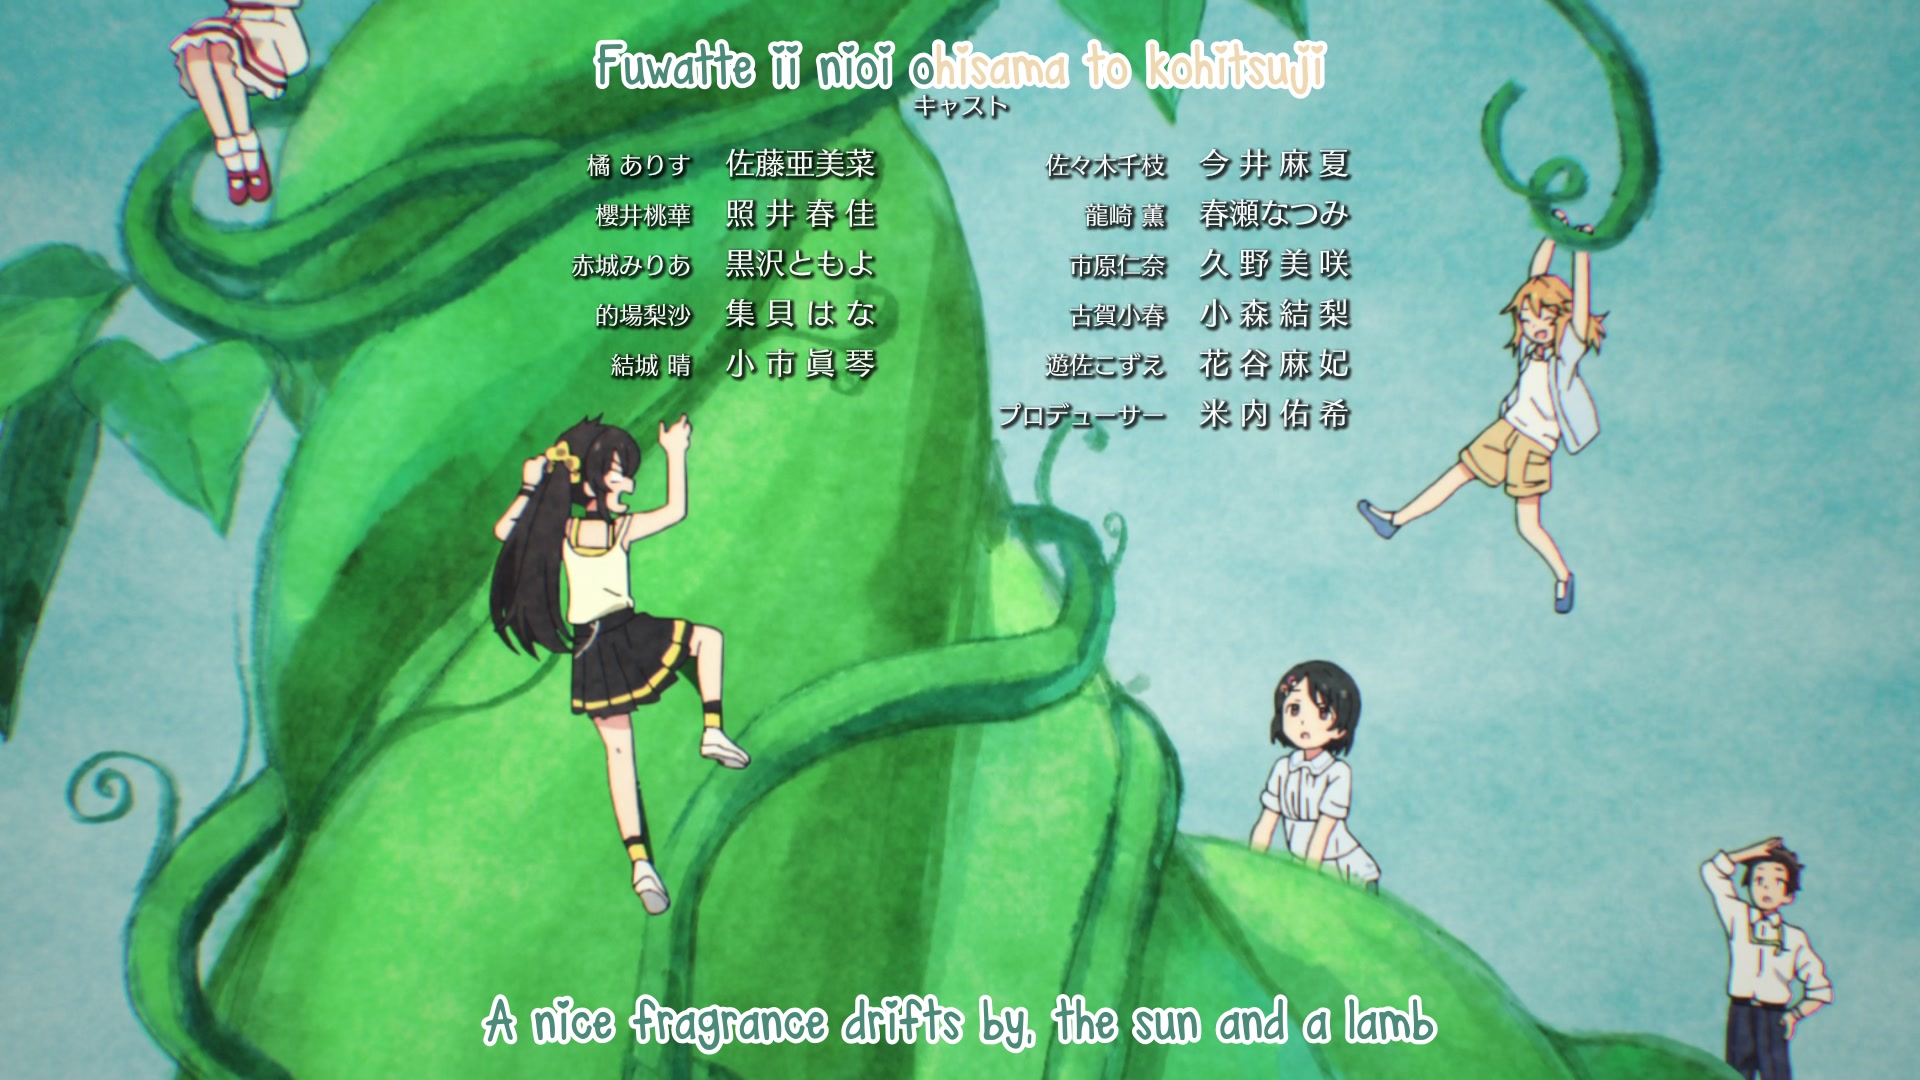 Fuwatte ii nioi ohisama to kohitsuji
キャスト
橘 ありす 佐藤亜美菜
櫻井桃華 照井春佳
赤城みりあ 黒沢ともよ
的場梨沙 集貝はな
結城 晴 小市眞琴
佐々木千枝 今井麻夏
龍崎 薫 春瀬なつみ
市原仁奈 久野美咲
古賀小春 小森結梨
遊佐こずえ 花谷麻妃
プロデューサー 米内佑希
A nice fragrance drifts by, the sun and a lamb